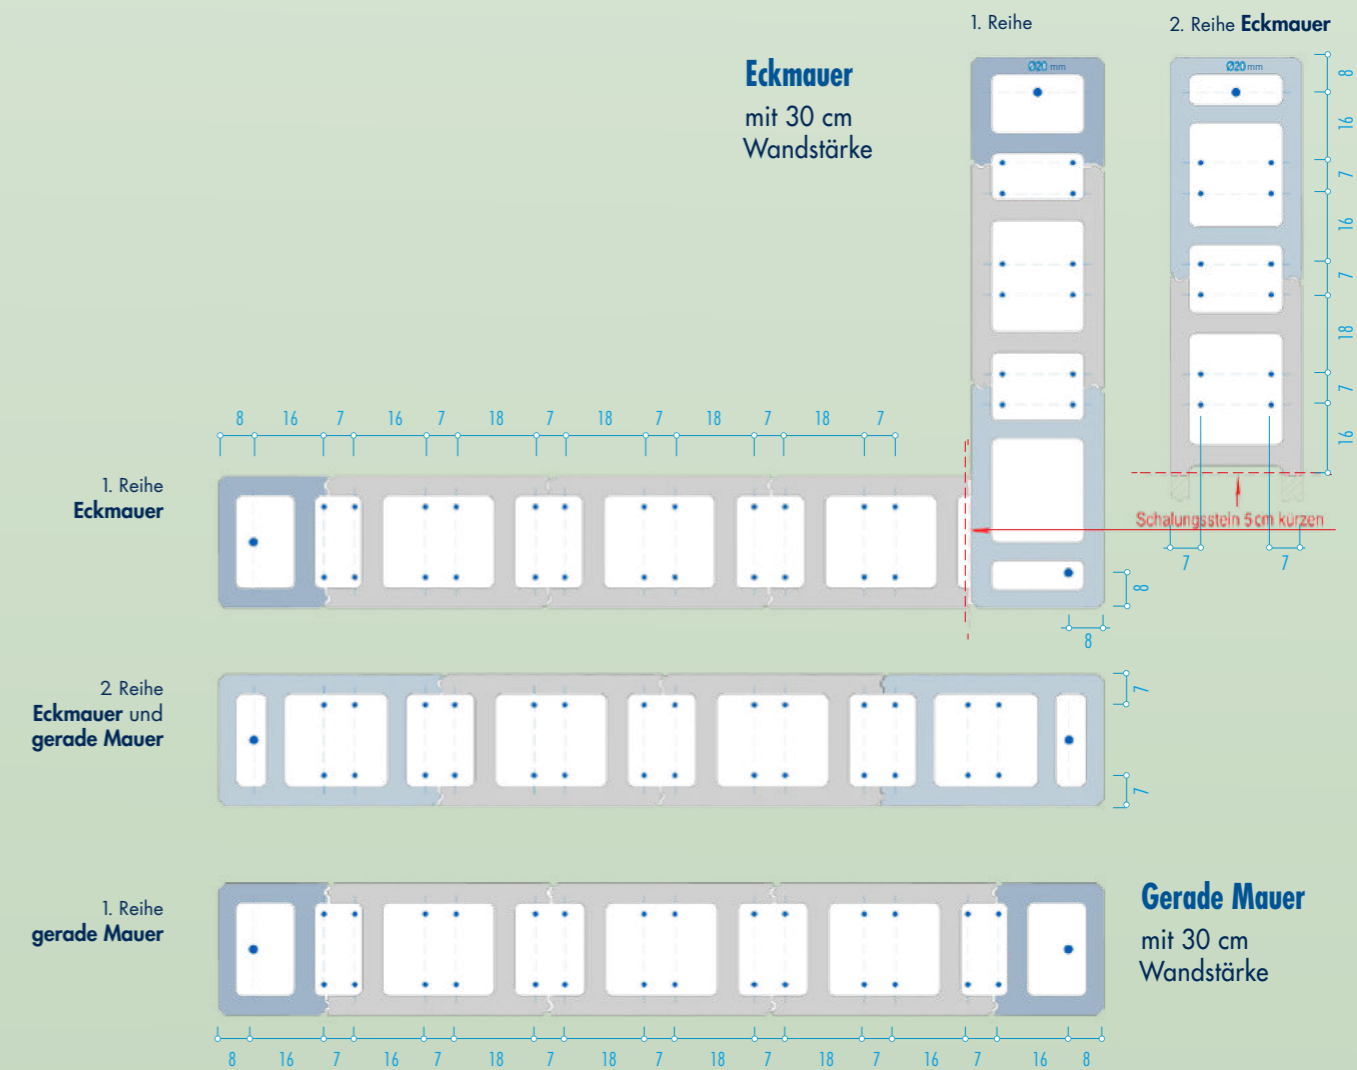 1. Reihe
2. Reihe Eckmauer
Eckmauer
mit 30 cm
Wandstärke
Ø20 mm
Ø20 mm
8
16
7
16
7
18
7
16
8 16 7 16 7 18 7 18 7 18 7 18 7
1. Reihe
Eckmauer
Schalungsstein 5 cm kürzen
7 7
8
8
2. Reihe
Eckmauer und
gerade Mauer
7
7
1. Reihe
gerade Mauer
Gerade Mauer
mit 30 cm
Wandstärke
8 16 7 16 7 18 7 18 7 18 7 18 7 16 7 16 8